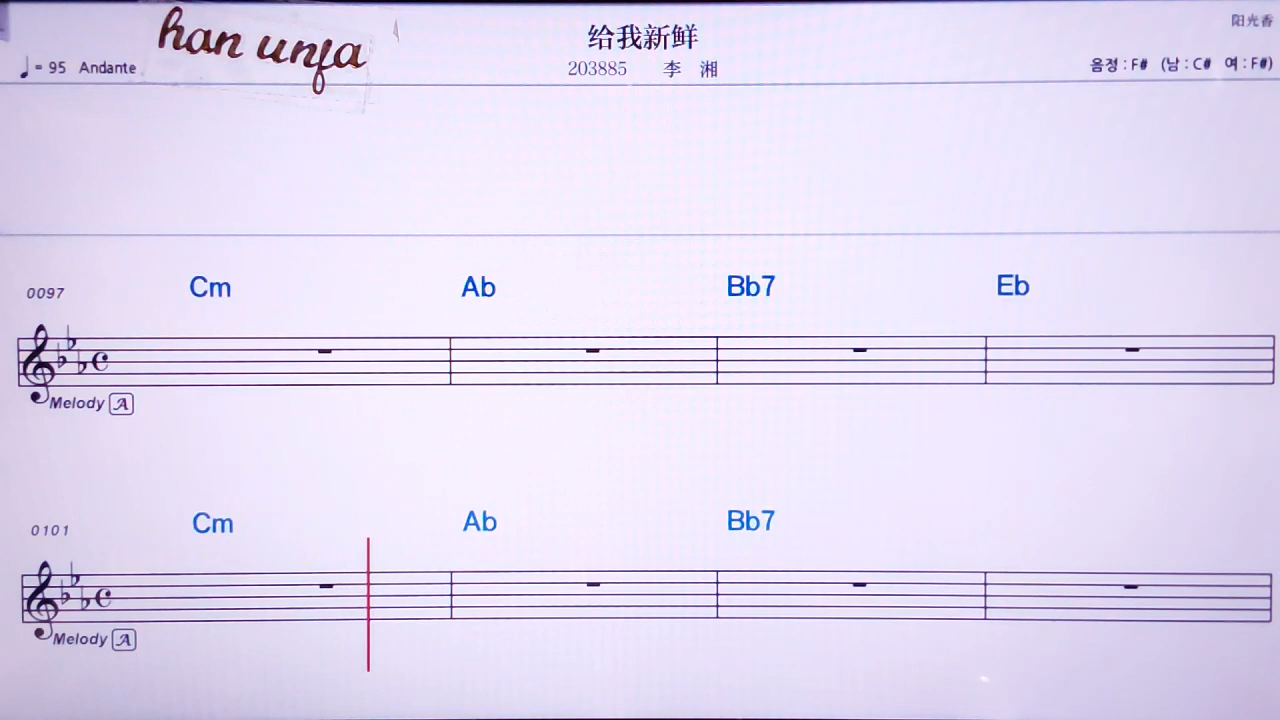 han unfa
给我新鲜
阳光香
♩= 95 Andante
203885 李 湘
음정 : F# (남 : C# 여 : F#)
0097
Cm Ab Bb7 Eb
Melody A
0101
Cm Ab Bb7
Melody A